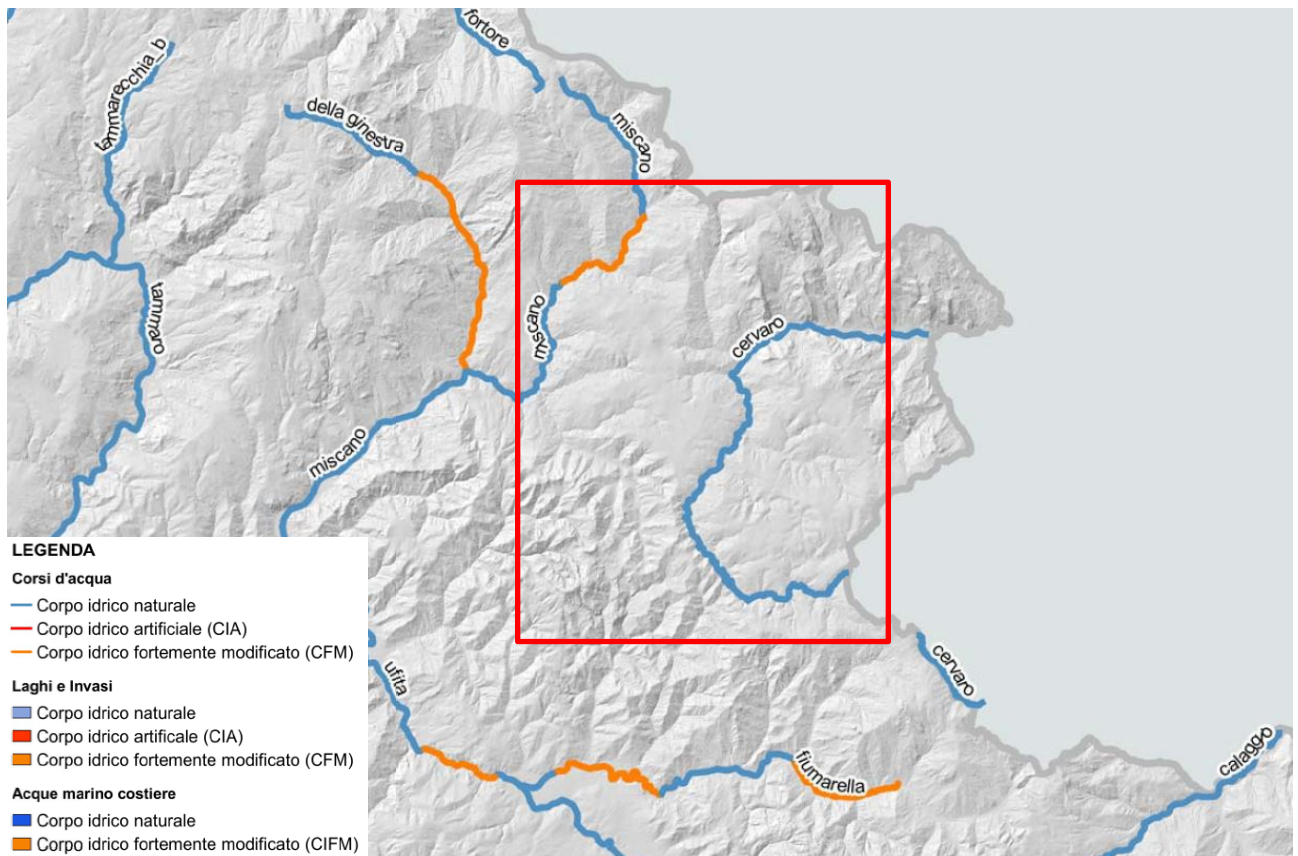 fortore
tammarecchia_b
della ginestra
miscano
tammaro
miscano
cervaro
miscano
LEGENDA
Corsi d'acqua
Corpo idrico naturale
Corpo idrico artificiale (CIA)
Corpo idrico fortemente modificato (CFM)
ufita
cervaro
Laghi e Invasi
Corpo idrico naturale
Corpo idrico artificale (CIA)
Corpo idrico fortemente modificato (CFM)
fiumarella
calaggo
Acque marino costiere
Corpo idrico naturale
Corpo idrico fortemente modificato (CIFM)